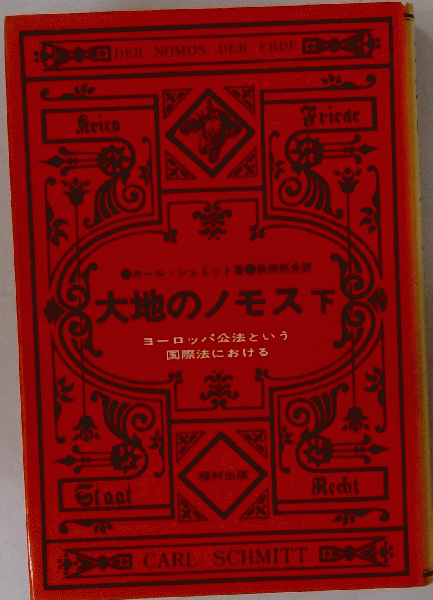 DER NOMOS DER ERDE
Krieg
Friede
●カール・シュミット著●新田邦夫訳
大地のノモス 下
ヨーロッパ公法という
国際法における
福村出版
Staat
Recht
CARL SCHMITT